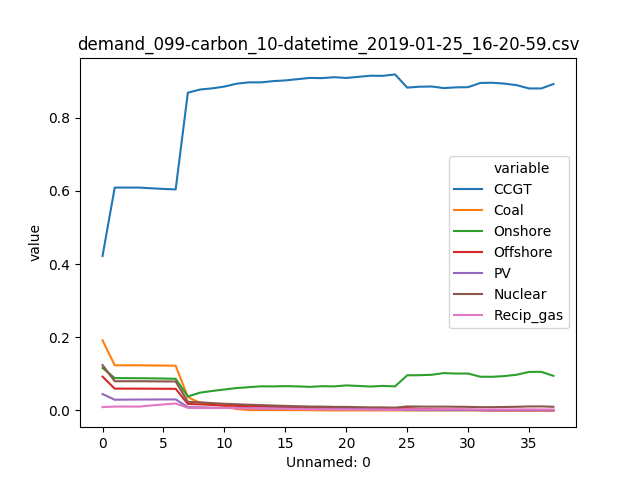 demand_099-carbon_10-datetime_2019-01-25_16-20-59.csv
value
0.8
0.6
0.4
0.2
0.0
variable
CCGT
Coal
Onshore
Offshore
PV
Nuclear
Recip_gas
0 5 10 15 20 25 30 35
Unnamed: 0